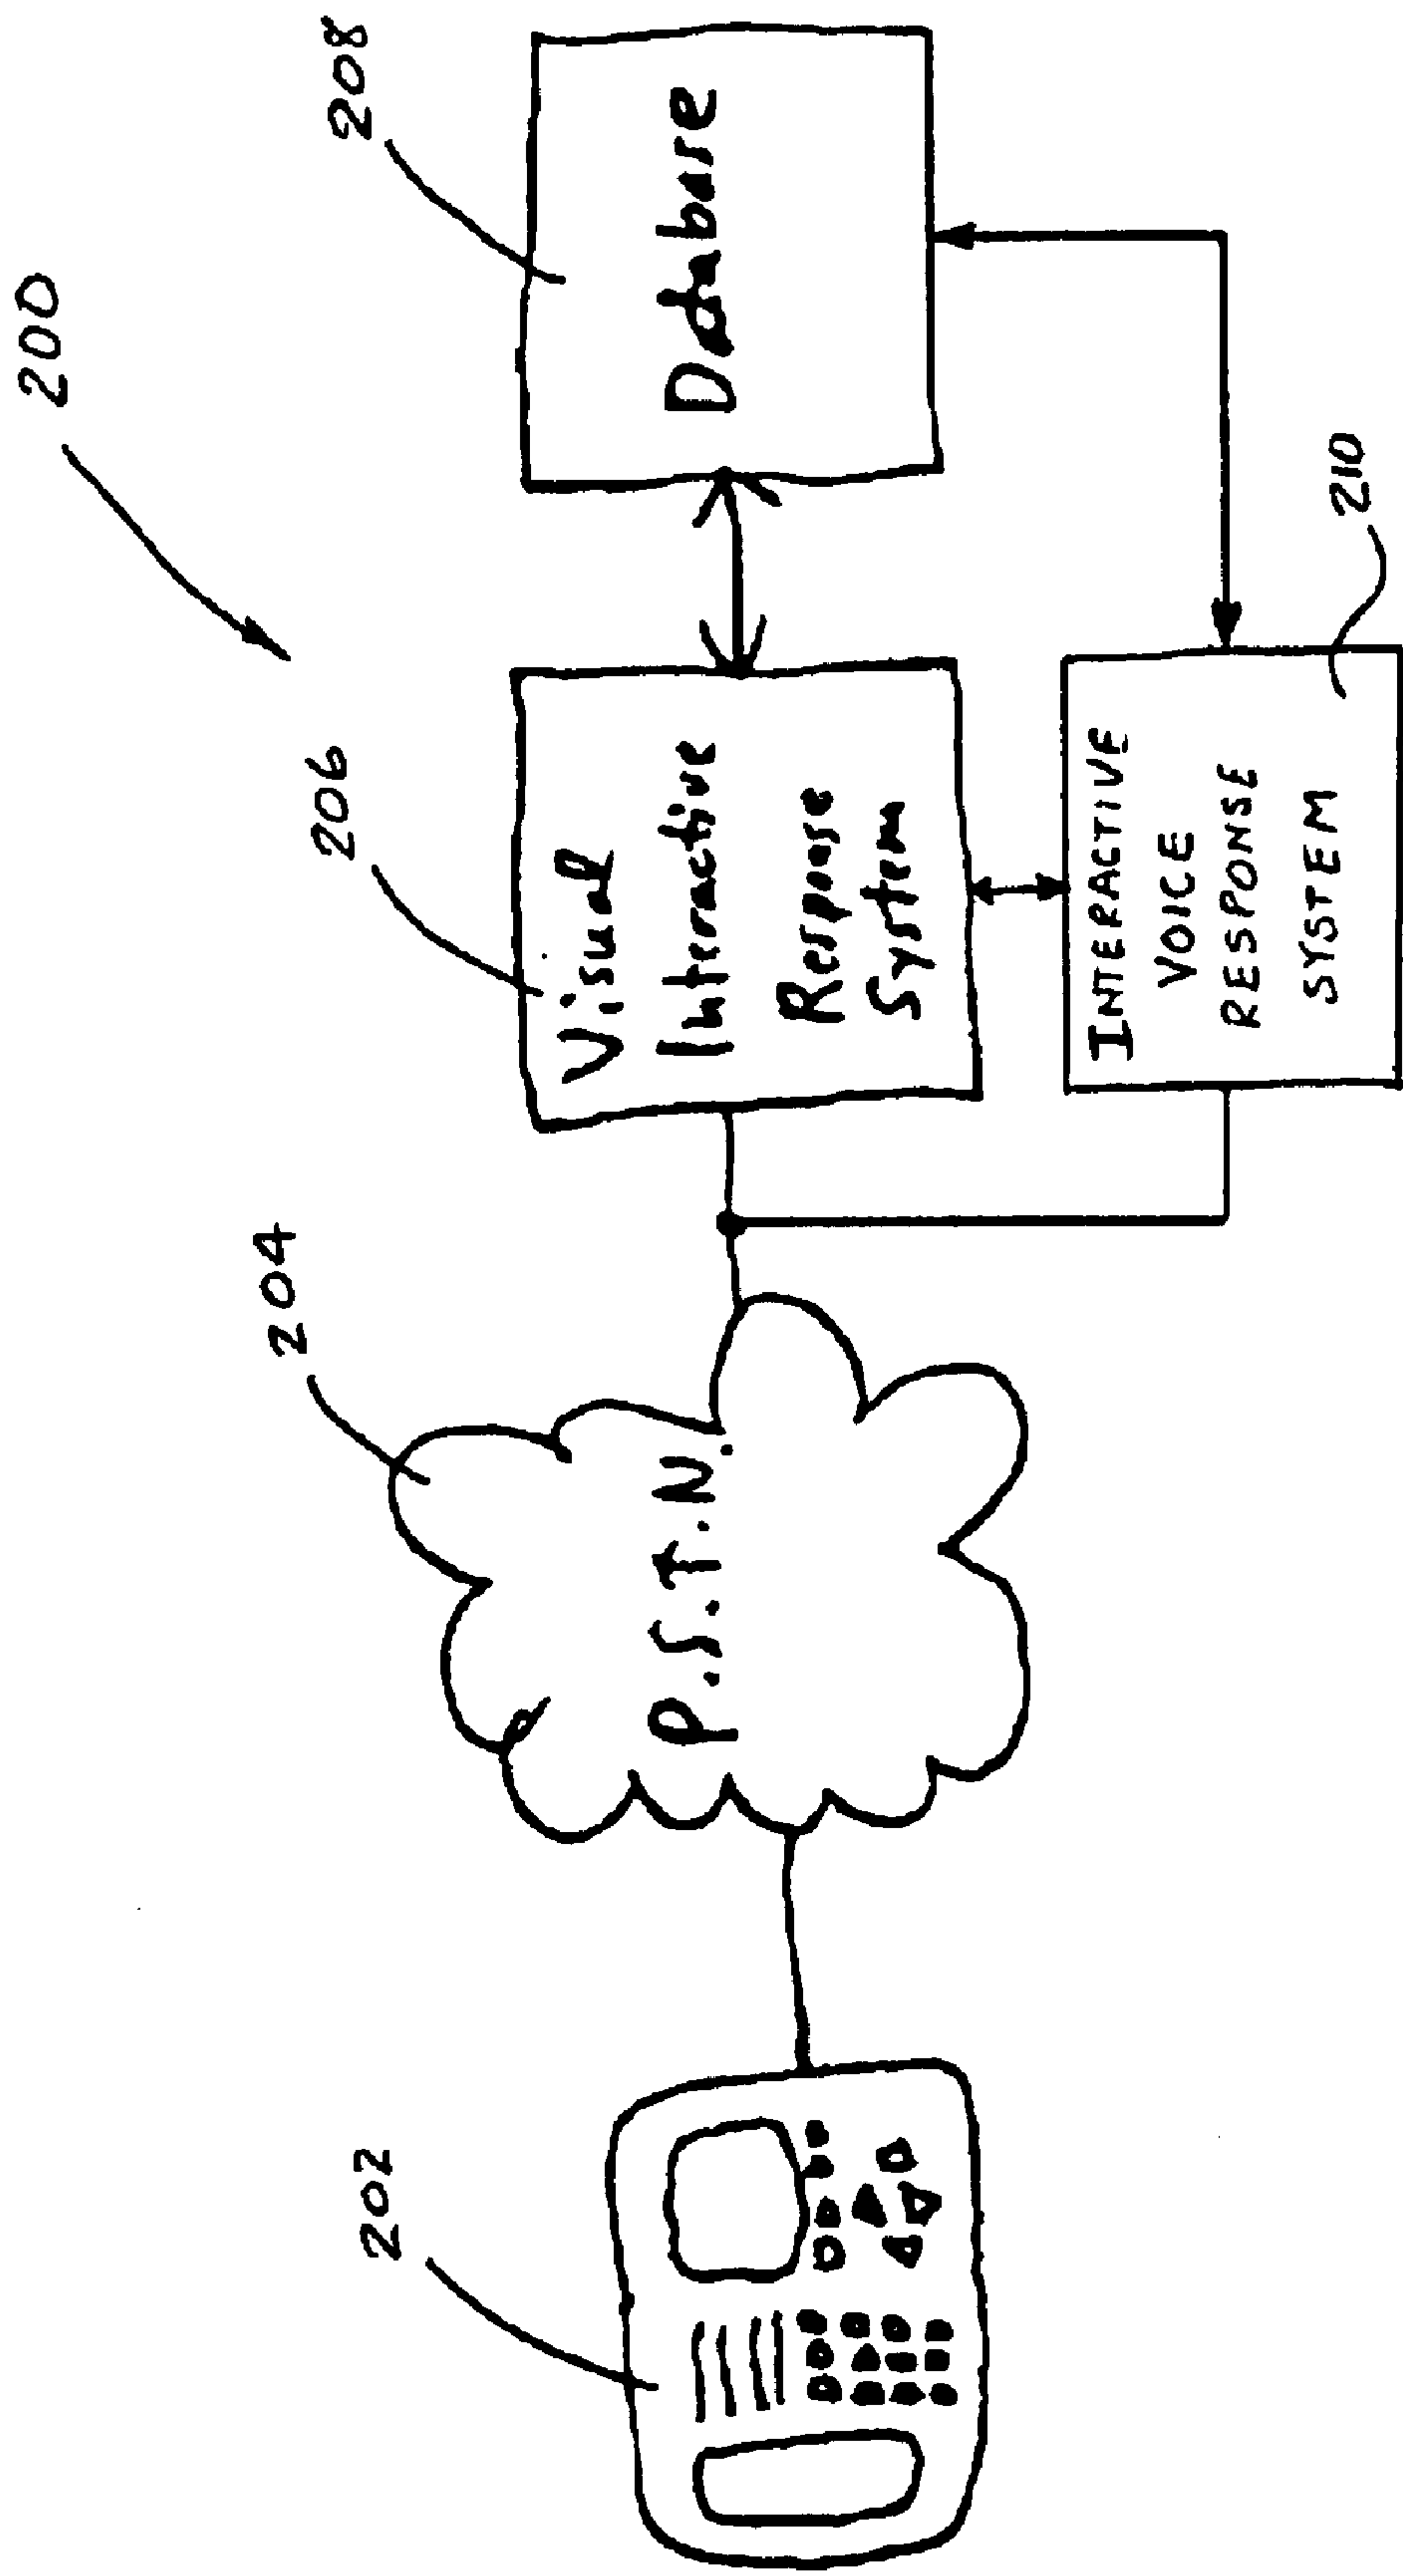 200
202
204
206
208
P.S.T.N.
Visual
Interactive
Response
System
Database
INTERACTIVE
VOICE
RESPONSE
SYSTEM
210